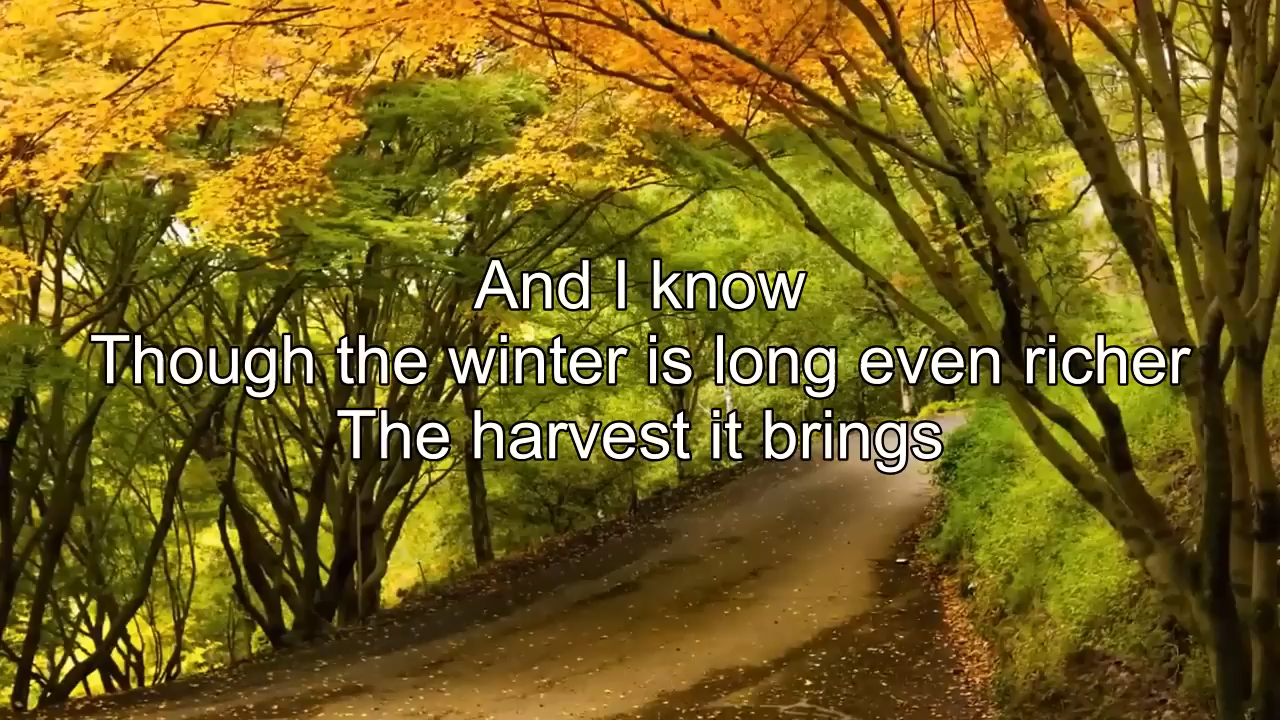 And I know
Though the winter is long even richer
The harvest it brings